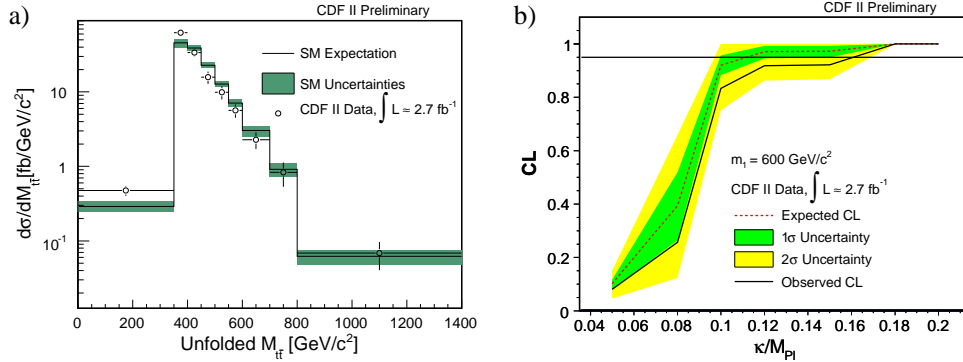 a)
CDF II Preliminary
dσ/dM_tt̄[fb/GeV/c²]
10
1
10⁻¹
SM Expectation
SM Uncertainties
CDF II Data, ∫ L ≃ 2.7 fb⁻¹
0 200 400 600 800 1000 1200 1400
Unfolded M_tt̄ [GeV/c²]
b)
CDF II Preliminary
CL
1
0.8
0.6
0.4
0.2
0
m₁ = 600 GeV/c²
CDF II Data, ∫ L ≃ 2.7 fb⁻¹
Expected CL
1σ Uncertainty
2σ Uncertainty
Observed CL
0.04 0.06 0.08 0.1 0.12 0.14 0.16 0.18 0.2
κ/M_Pl